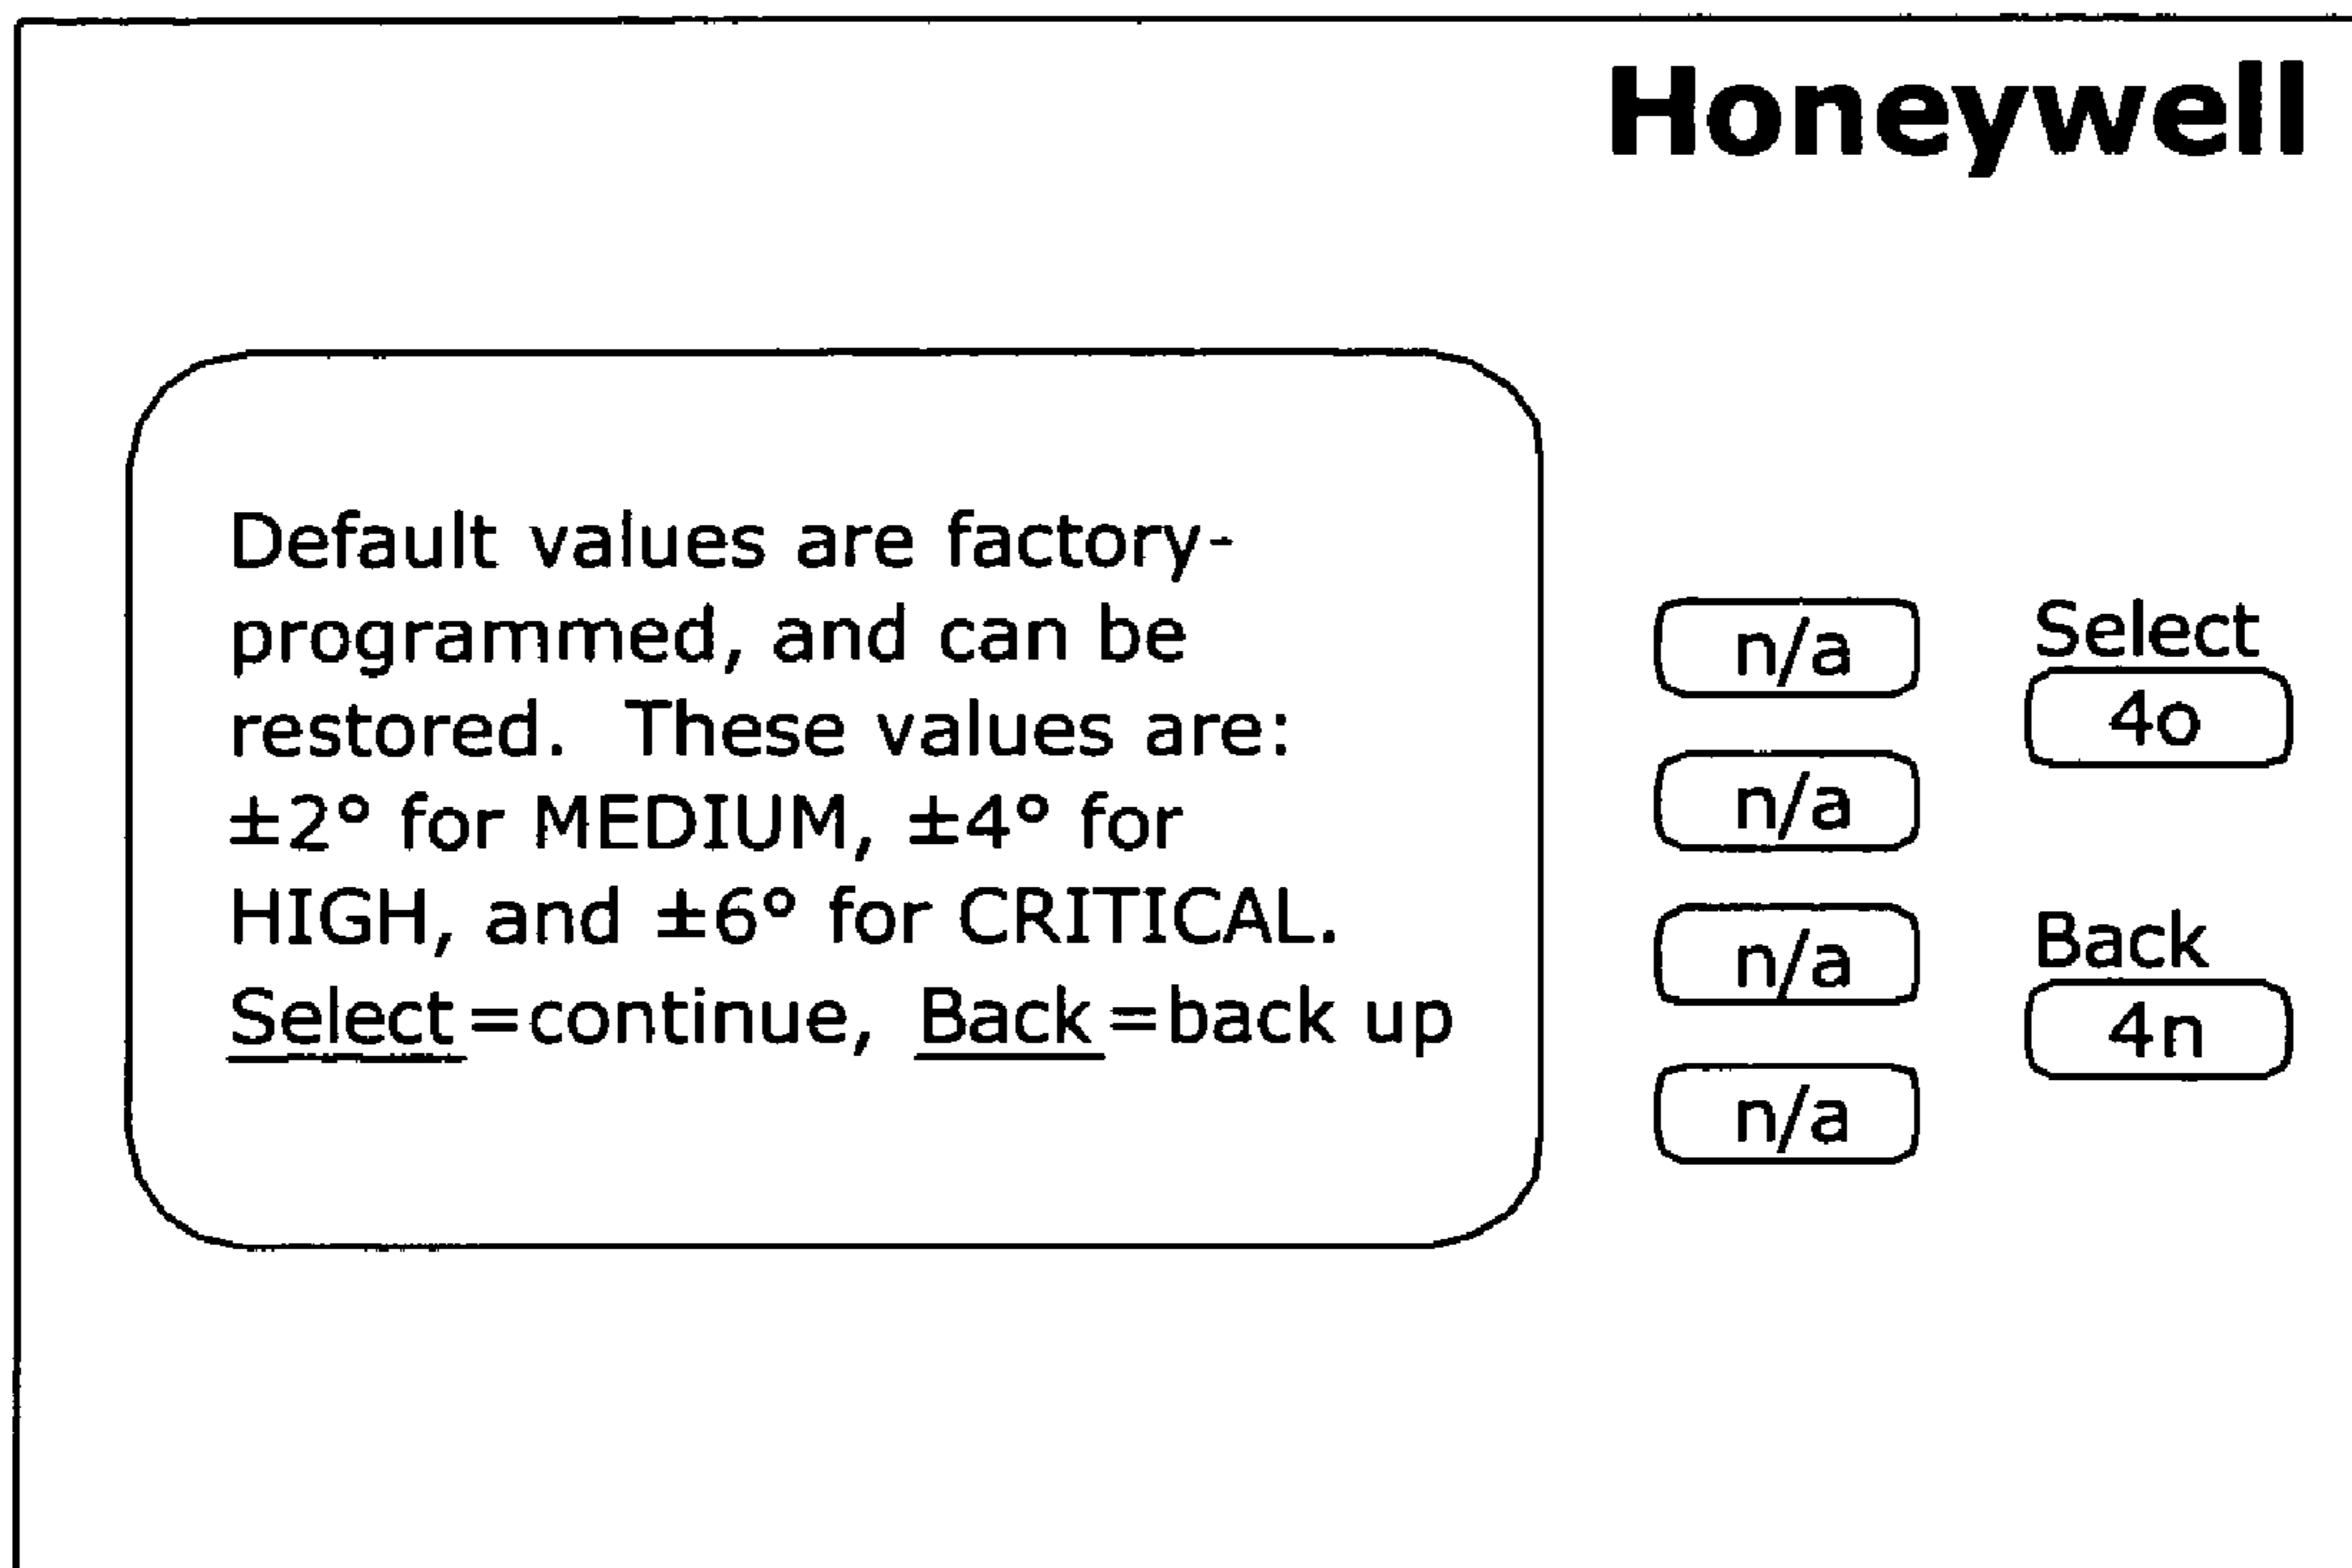 Honeywell
Default values are factory-
programmed, and can be
restored.  These values are:
±2° for MEDIUM, ±4° for
HIGH, and ±6° for CRITICAL.
Select=continue, Back=back up
n/a
n/a
n/a
n/a
Select
4o
Back
4n